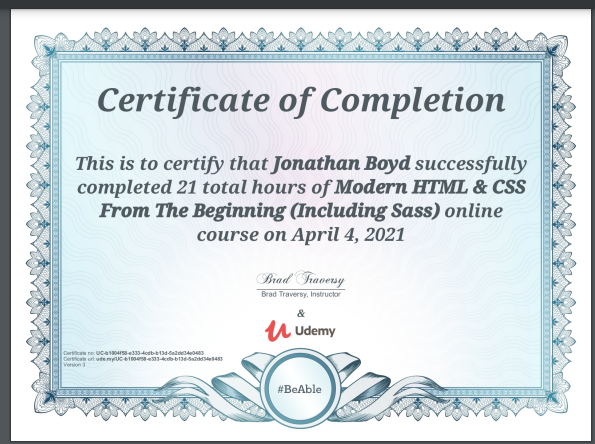 Certificate of Completion
This is to certify that Jonathan Boyd successfully
completed 21 total hours of Modern HTML & CSS
From The Beginning (Including Sass) online
course on April 4, 2021
Brad Traversy
Brad Traversy, Instructor
&
Udemy
Certificate no: UC-b1004f58-e333-4cdb-b13d-5a2dd34e0483
Certificate url: ude.my/UC-b1004f58-e333-4cdb-b13d-5a2dd34e0483
Version 3
#BeAble